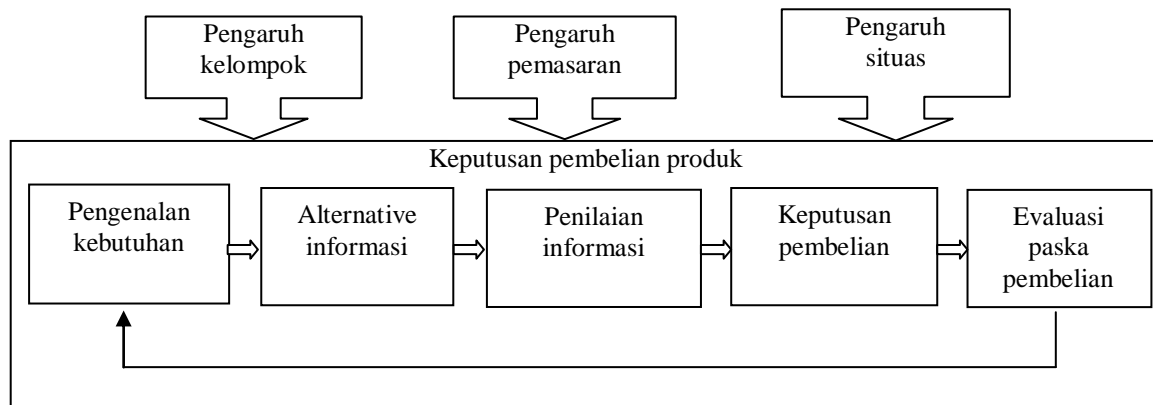 Pengaruh
kelompok
Pengaruh
pemasaran
Pengaruh
situas
Keputusan pembelian produk
Pengenalan
kebutuhan
Alternative
informasi
Penilaian
informasi
Keputusan
pembelian
Evaluasi
paska
pembelian